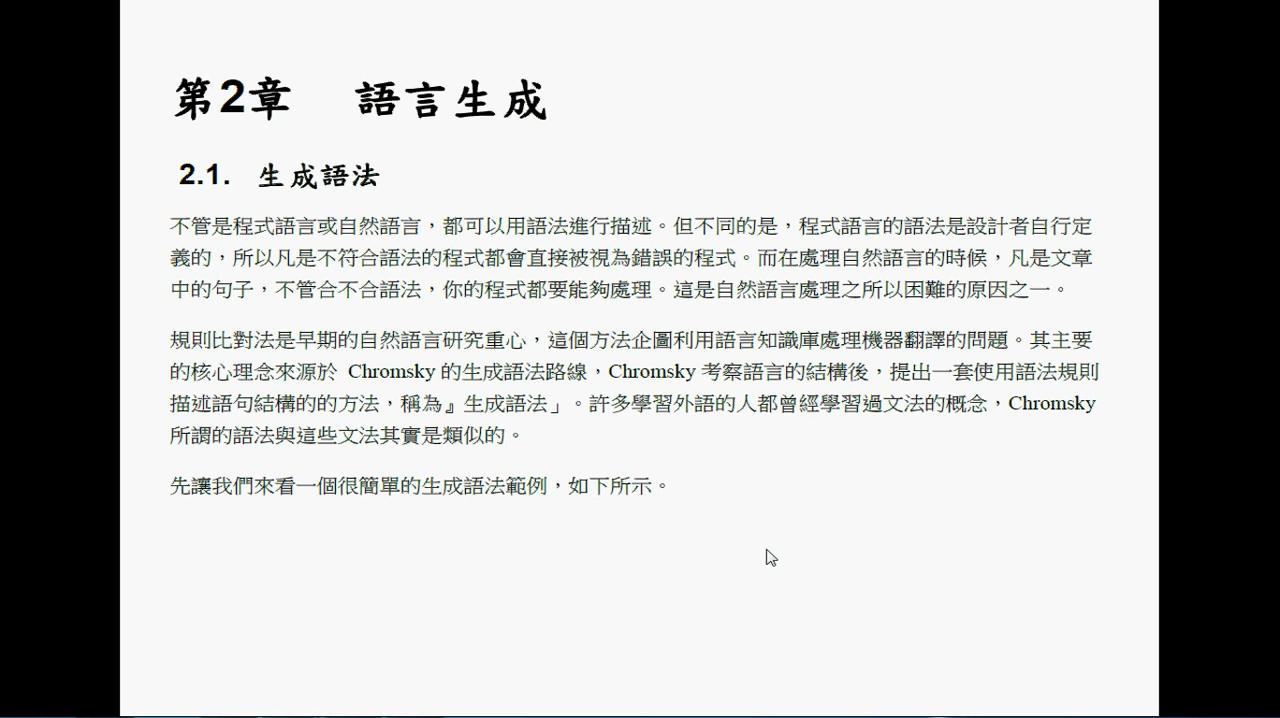 第2章 語言生成
2.1. 生成語法
不管是程式語言或自然語言，都可以用語法進行描述。但不同的是，程式語言的語法是設計者自行定
義的，所以凡是不符合語法的程式都會直接被視為錯誤的程式。而在處理自然語言的時候，凡是文章
中的句子，不管合不合語法，你的程式都要能夠處理。這是自然語言處理之所以困難的原因之一。
規則比對法是早期的自然語言研究重心，這個方法企圖利用語言知識庫處理機器翻譯的問題。其主要
的核心理念來源於 Chromsky 的生成語法路線，Chromsky 考察語言的結構後，提出一套使用語法規則
描述語句結構的的方法，稱為』生成語法」。許多學習外語的人都曾經學習過文法的概念，Chromsky
所謂的語法與這些文法其實是類似的。
先讓我們來看一個很簡單的生成語法範例，如下所示。